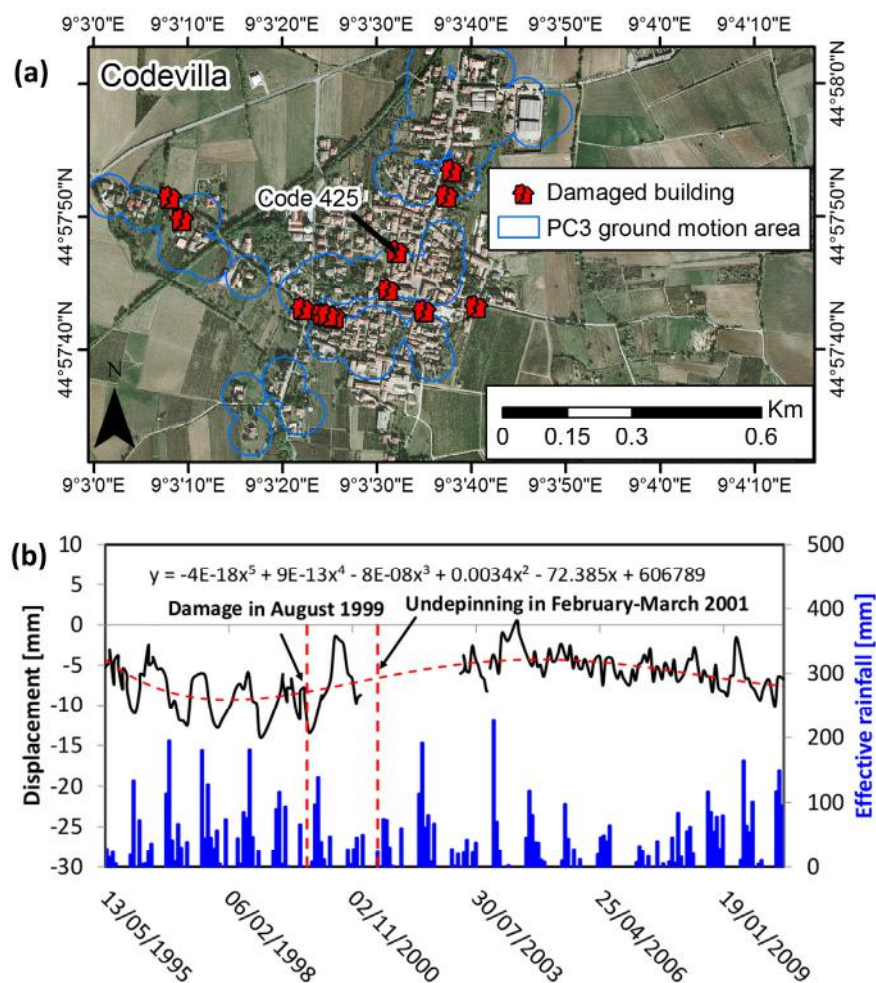 9°3'0"E 9°3'10"E 9°3'20"E 9°3'30"E 9°3'40"E 9°3'50"E 9°4'0"E 9°4'10"E
(a)
Codevilla
44°58'0"N
44°57'50"N
44°57'50"N
44°57'40"N
44°57'40"N
Code 425
Damaged building
PC3 ground motion area
N
Km
0 0.15 0.3 0.6
9°3'0"E 9°3'10"E 9°3'20"E 9°3'30"E 9°3'40"E 9°3'50"E 9°4'0"E 9°4'10"E
(b)
10 500
y = -4E-18x⁵ + 9E-13x⁴ - 8E-08x³ + 0.0034x² - 72.385x + 606789
5
Damage in August 1999
Undepinning in February-March 2001
400
0
-5 300
-10
-15 200
-20
-25 100
-30 0
Displacement [mm]
Effective rainfall [mm]
13/05/1995 06/02/1998 02/11/2000 30/07/2003 25/04/2006 19/01/2009